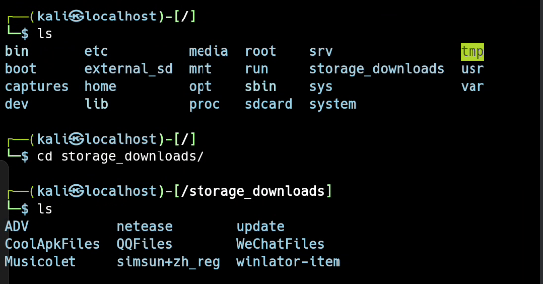 ┌──(kali㉿localhost)-[/]
└─$ ls
bin       etc          media  root    srv                tmp
boot      external_sd  mnt    run     storage_downloads  usr
captures  home         opt    sbin    sys                var
dev       lib          proc   sdcard  system
┌──(kali㉿localhost)-[/]
└─$ cd storage_downloads/
┌──(kali㉿localhost)-[/storage_downloads]
└─$ ls
ADV           netease        update
CoolApkFiles  QQFiles        WeChatFiles
Musicolet     simsun+zh_reg  winlator-item